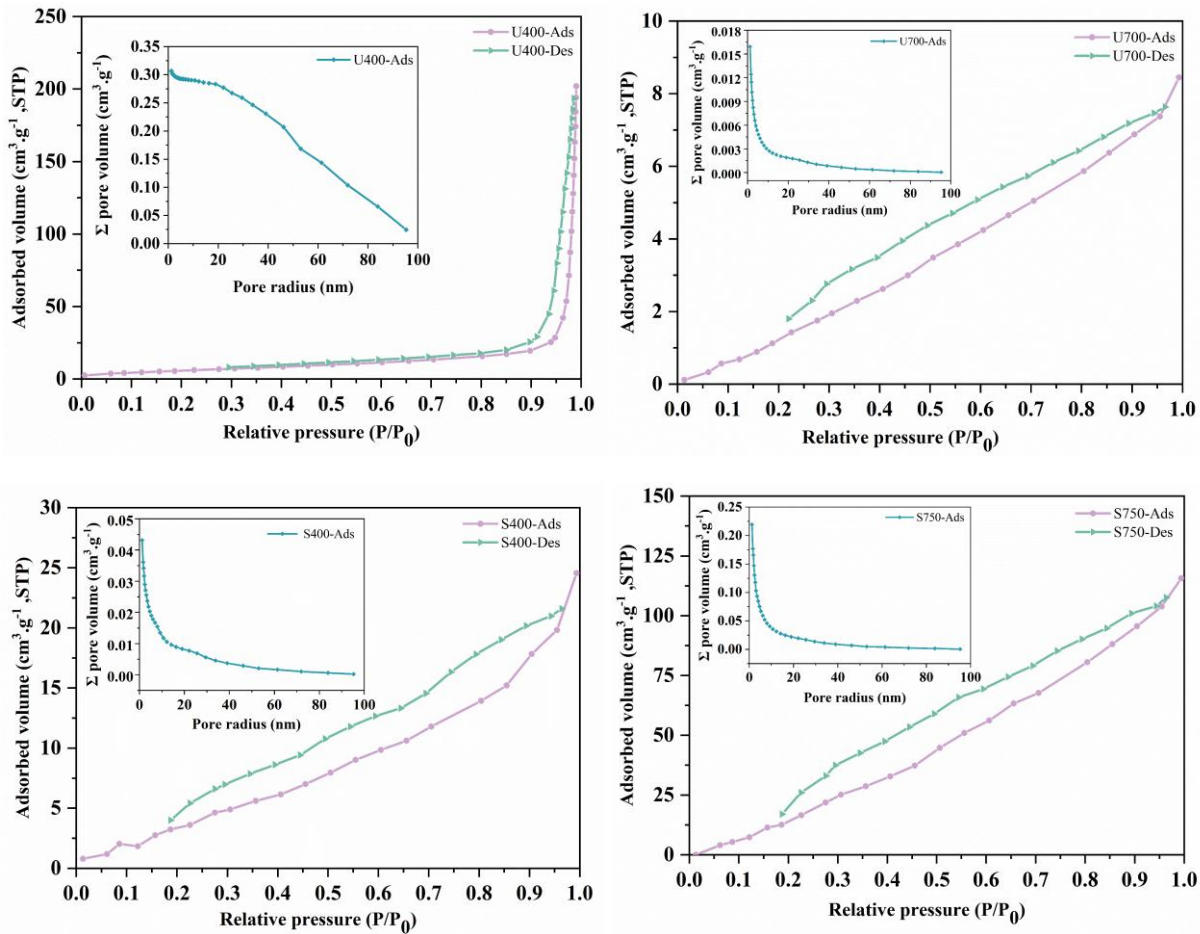 250
200
150
100
50
0
Adsorbed volume (cm³.g⁻¹ ,STP)
0.0 0.1 0.2 0.3 0.4 0.5 0.6 0.7 0.8 0.9 1.0
Relative pressure (P/P₀)
U400-Ads
U400-Des
0.35
0.30
0.25
0.20
0.15
0.10
0.05
0.00
Σ pore volume (cm³.g⁻¹)
0 20 40 60 80 100
Pore radius (nm)
U400-Ads
10
8
6
4
2
0
Adsorbed volume (cm³.g⁻¹ ,STP)
0.0 0.1 0.2 0.3 0.4 0.5 0.6 0.7 0.8 0.9 1.0
Relative pressure (P/P₀)
U700-Ads
U700-Des
0.018
0.015
0.012
0.009
0.006
0.003
0.000
Σ pore volume (cm³.g⁻¹)
0 20 40 60 80 100
Pore radius (nm)
U700-Ads
30
25
20
15
10
5
0
Adsorbed volume (cm³.g⁻¹ ,STP)
0.0 0.1 0.2 0.3 0.4 0.5 0.6 0.7 0.8 0.9 1.0
Relative pressure (P/P₀)
S400-Ads
S400-Des
0.05
0.04
0.03
0.02
0.01
0.00
Σ pore volume (cm³.g⁻¹)
0 20 40 60 80 100
Pore radius (nm)
S400-Ads
150
125
100
75
50
25
0
Adsorbed volume (cm³.g⁻¹ ,STP)
0.0 0.1 0.2 0.3 0.4 0.5 0.6 0.7 0.8 0.9 1.0
Relative pressure (P/P₀)
S750-Ads
S750-Des
0.25
0.20
0.15
0.10
0.05
0.00
Σ pore volume (cm³.g⁻¹)
0 20 40 60 80 100
Pore radius (nm)
S750-Ads